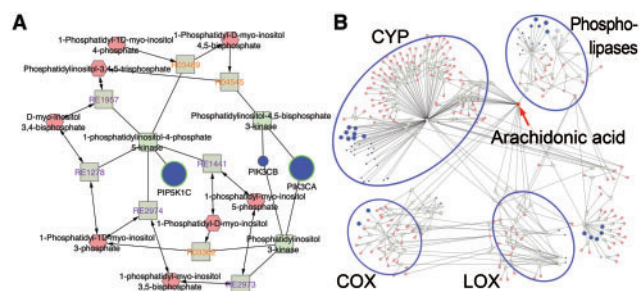 A
1-Phosphatidyl-1D-myo-inositol
4-phosphate
1-Phosphatidyl-D-myo-inositol
4,5-bisphosphate
Phosphatidylinositol-3,4,5-trisphosphate
RE1957
D-myo-inositol
3,4-bisphosphate
1-phosphatidylinositol-4-phosphate
5-kinase
Phosphatidylinositol-4,5-bisphosphate
3-kinase
RE1278
RE1441
PIP5K1C
PIK3CB
PIK3CA
RE2974
1-phosphatidyl-myo-inositol
5-phosphate
1-Phosphatidyl-D-myo-inositol
1-Phosphatidyl-1D-myo-inositol
3-phosphate
Phosphatidylinositol
3-kinase
1-phosphatidyl-myo-inositol
3,5-bisphosphate
RE2973
B
CYP
Phospho-
lipases
Arachidonic acid
COX
LOX